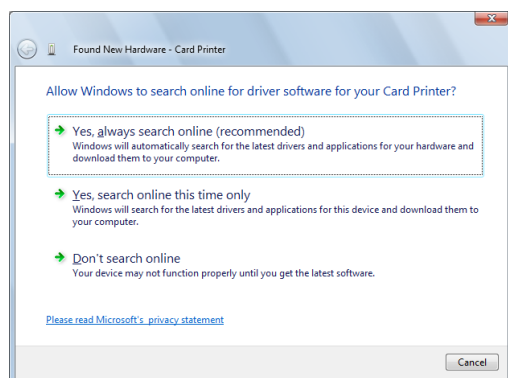 Found New Hardware - Card Printer
Allow Windows to search online for driver software for your Card Printer?
Yes, always search online (recommended)
Windows will automatically search for the latest drivers and applications for your hardware and
download them to your computer.
Yes, search online this time only
Windows will search for the latest drivers and applications for this device and download them to
your computer.
Don't search online
Your device may not function properly until you get the latest software.
Please read Microsoft's privacy statement
Cancel